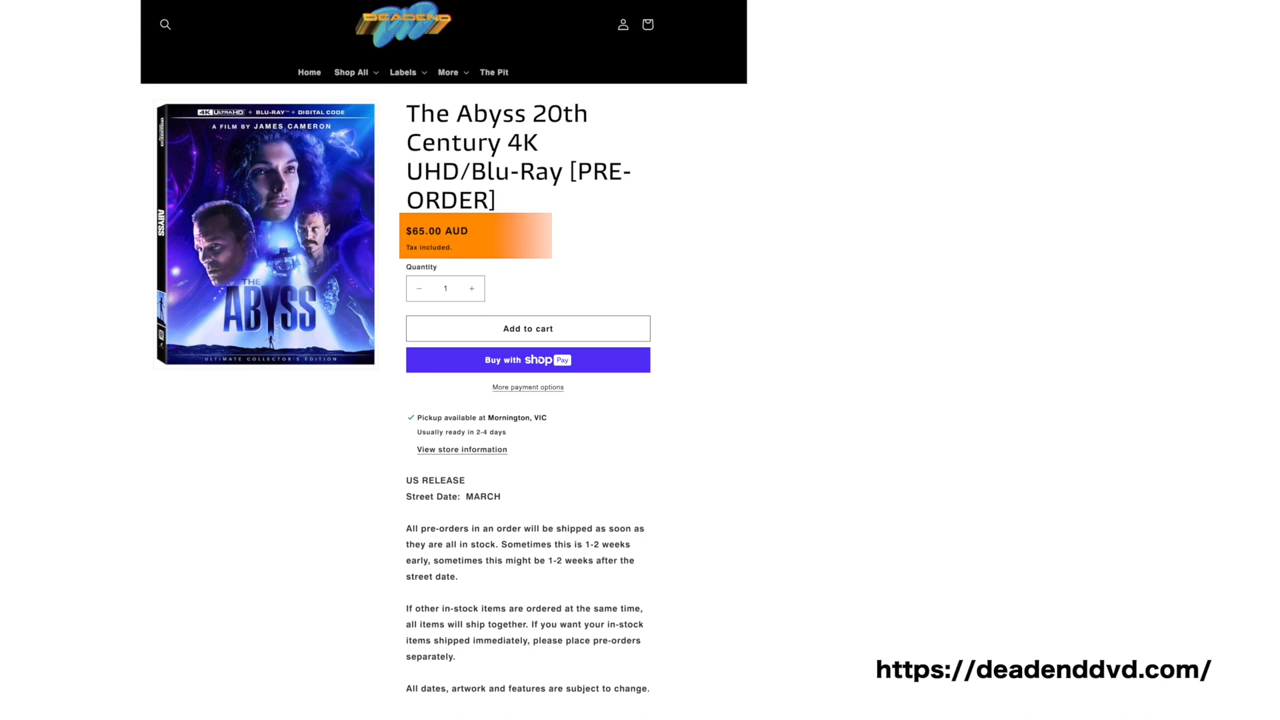 DEADEND
DVD
Home Shop All Labels More The Pit
4K ULTRA HD + BLU-RAY™ + DIGITAL CODE
A FILM BY JAMES CAMERON
ABYSS
THE
ABYSS
ULTIMATE COLLECTOR'S EDITION
The Abyss 20th
Century 4K
UHD/Blu-Ray [PRE-
ORDER]
$65.00 AUD
Tax included.
Quantity
− 1 +
Add to cart
Buy with shop Pay
More payment options
Pickup available at Mornington, VIC
Usually ready in 2-4 days
View store information
US RELEASE
Street Date: MARCH
All pre-orders in an order will be shipped as soon as
they are all in stock. Sometimes this is 1-2 weeks
early, sometimes this might be 1-2 weeks after the
street date.
If other in-stock items are ordered at the same time,
all items will ship together. If you want your in-stock
items shipped immediately, please place pre-orders
separately.
All dates, artwork and features are subject to change.
https://deadenddvd.com/